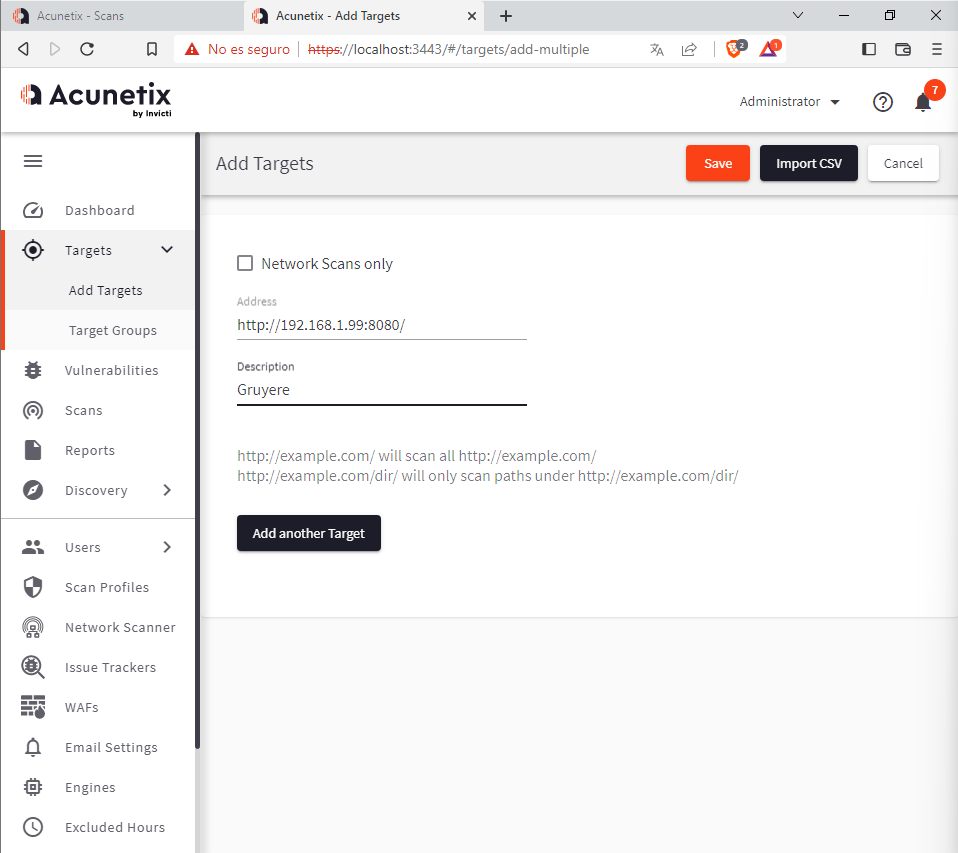 Acunetix - Scans
Acunetix - Add Targets
No es seguro
https://localhost:3443/#/targets/add-multiple
2
1
Acunetix
by Invicti
Administrator
7
Add Targets
Save
Import CSV
Cancel
Dashboard
Targets
Add Targets
Target Groups
Vulnerabilities
Scans
Reports
Discovery
Users
Scan Profiles
Network Scanner
Issue Trackers
WAFs
Email Settings
Engines
Excluded Hours
Network Scans only
Address
http://192.168.1.99:8080/
Description
Gruyere
http://example.com/ will scan all http://example.com/
http://example.com/dir/ will only scan paths under http://example.com/dir/
Add another Target